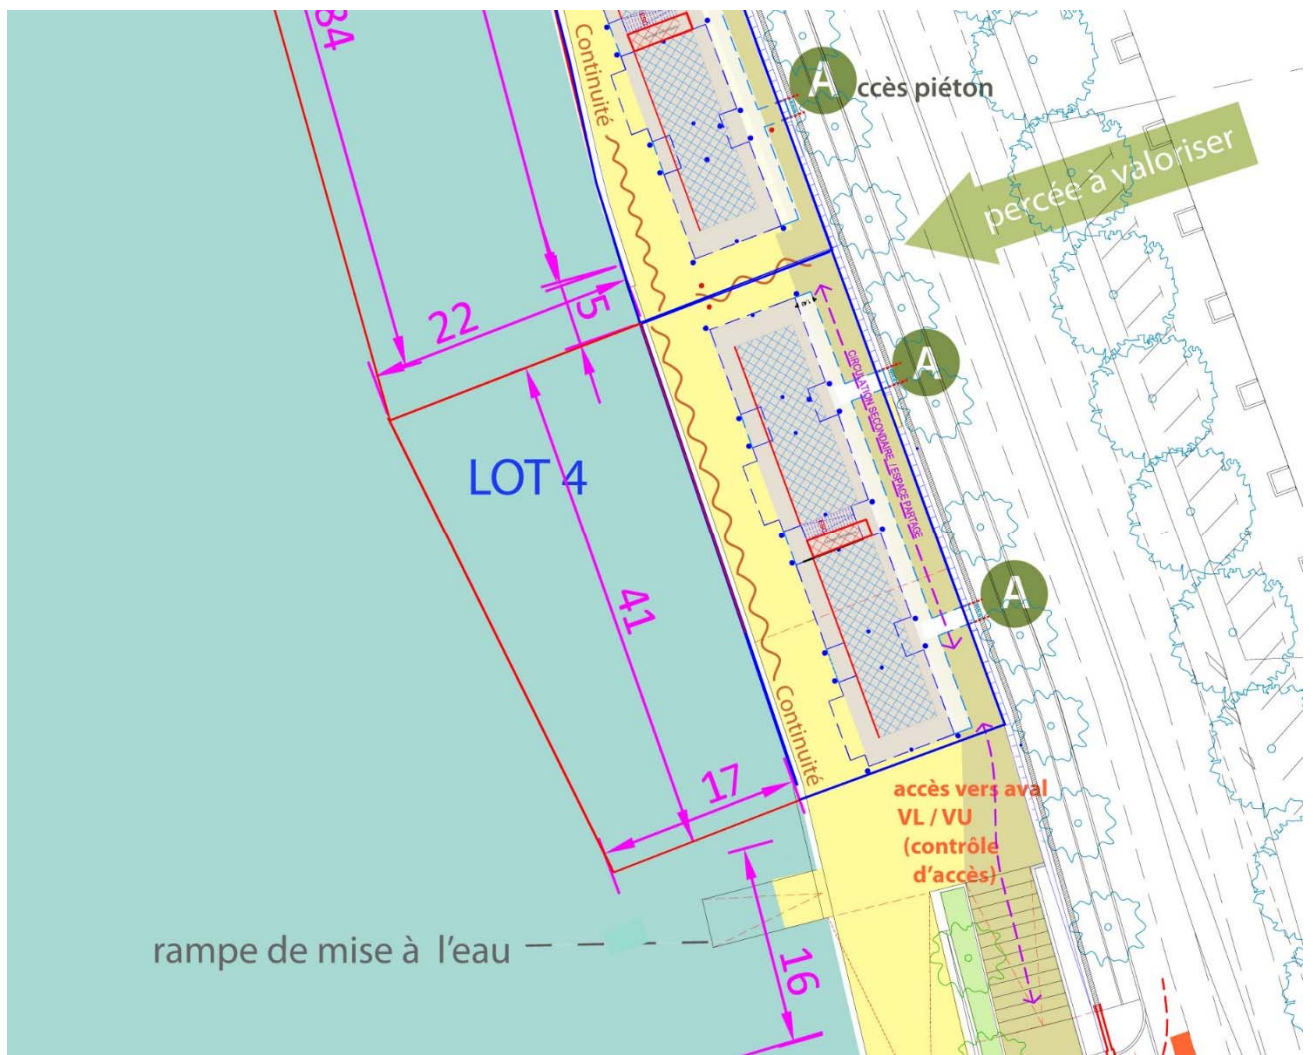 84
Continuité
A ccès piéton
percée à valoriser
22
5
A
CIRCULATION SECONDAIRE / ESPACE PARTAGE
LOT 4
41
A
Continuité
17
accès vers aval
VL / VU
(contrôle
d'accès)
rampe de mise à l'eau
16